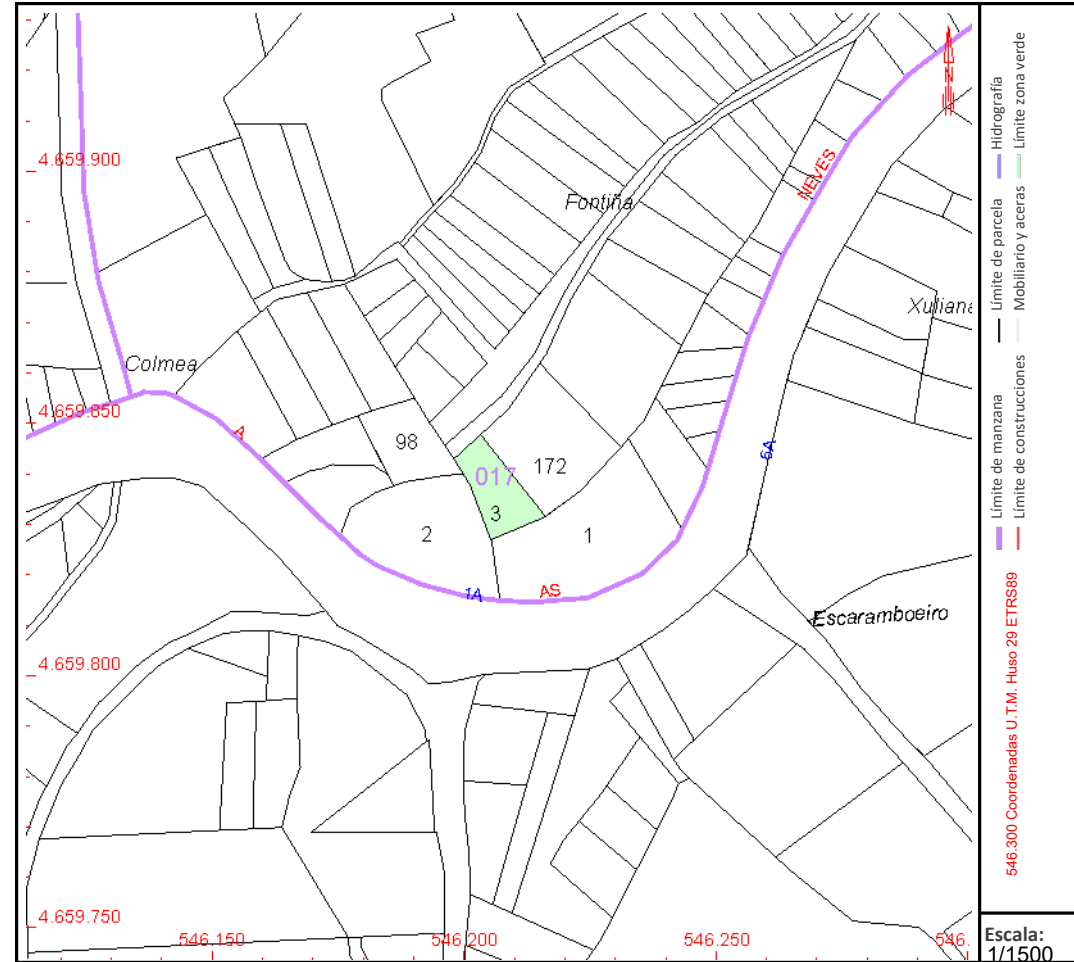 4.659.900
Fontiña
NEVES
Xuliana
Colmea
4.659.850
A
98
6A
017
172
3
2
1
1A
AS
Escaramboeiro
4.659.800
4.659.750
546.150
546.200
546.250
546.
Hidrografía
Límite zona verde
Límite de parcela
Mobiliario y aceras
Límite de manzana
Límite de construcciones
546.300 Coordenadas U.T.M. Huso 29 ETRS89
Escala:
1/1500